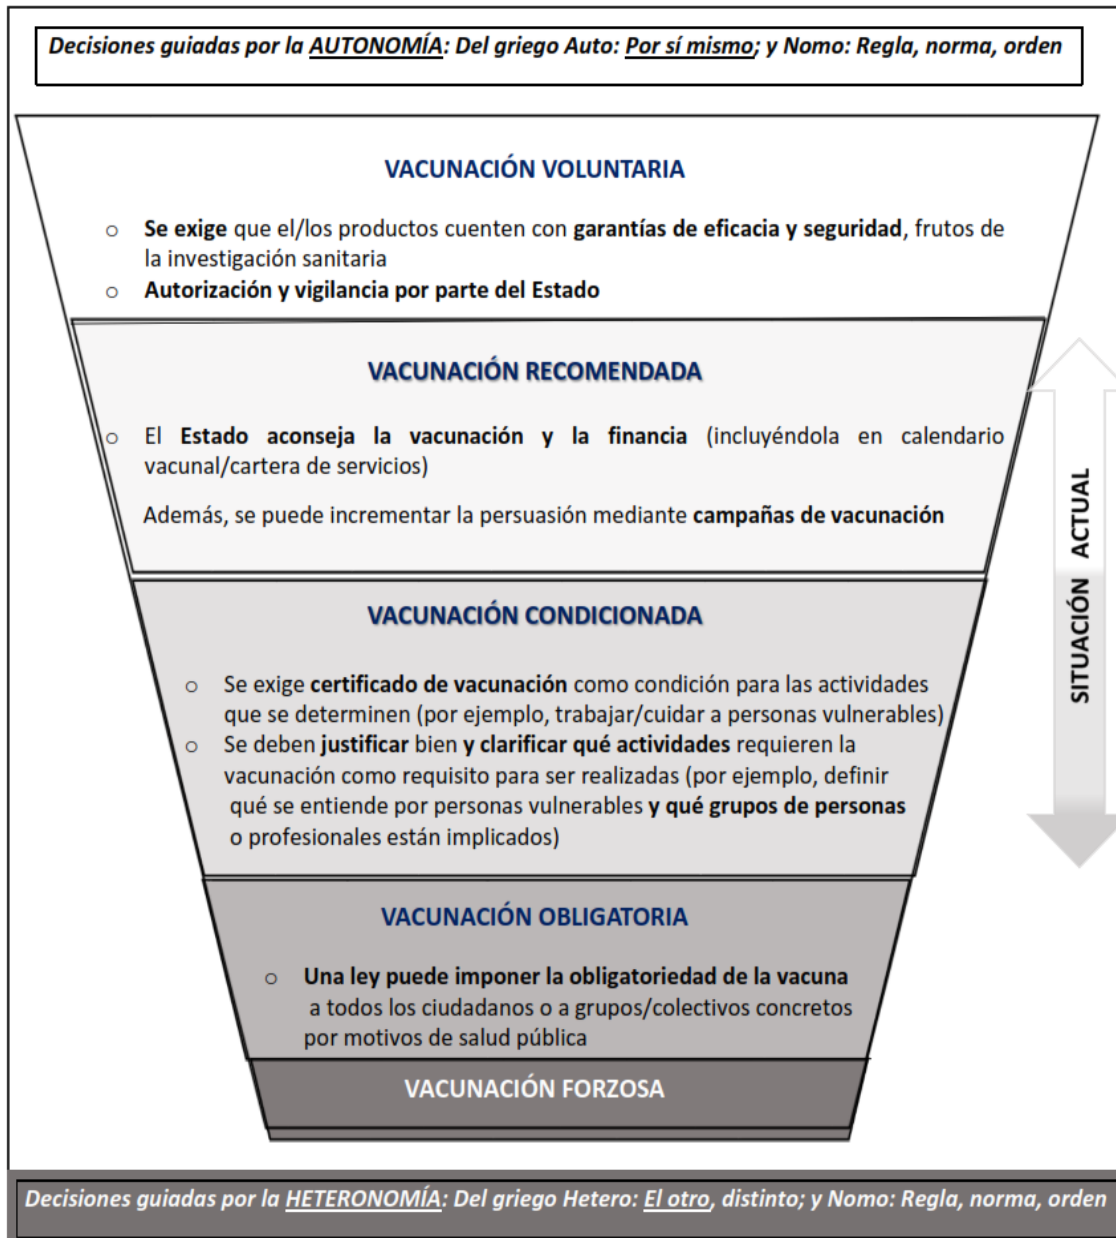 Decisiones guiadas por la AUTONOMÍA: Del griego Auto: Por sí mismo; y Nomo: Regla, norma, orden
VACUNACIÓN VOLUNTARIA
o Se exige que el/los productos cuenten con garantías de eficacia y seguridad, frutos de
la investigación sanitaria
o Autorización y vigilancia por parte del Estado
VACUNACIÓN RECOMENDADA
o El Estado aconseja la vacunación y la financia (incluyéndola en calendario
vacunal/cartera de servicios)
Además, se puede incrementar la persuasión mediante campañas de vacunación
VACUNACIÓN CONDICIONADA
o Se exige certificado de vacunación como condición para las actividades
que se determinen (por ejemplo, trabajar/cuidar a personas vulnerables)
o Se deben justificar bien y clarificar qué actividades requieren la
vacunación como requisito para ser realizadas (por ejemplo, definir
qué se entiende por personas vulnerables y qué grupos de personas
o profesionales están implicados)
SITUACIÓN ACTUAL
VACUNACIÓN OBLIGATORIA
o Una ley puede imponer la obligatoriedad de la vacuna
a todos los ciudadanos o a grupos/colectivos concretos
por motivos de salud pública
VACUNACIÓN FORZOSA
Decisiones guiadas por la HETERONOMÍA: Del griego Hetero: El otro, distinto; y Nomo: Regla, norma, orden